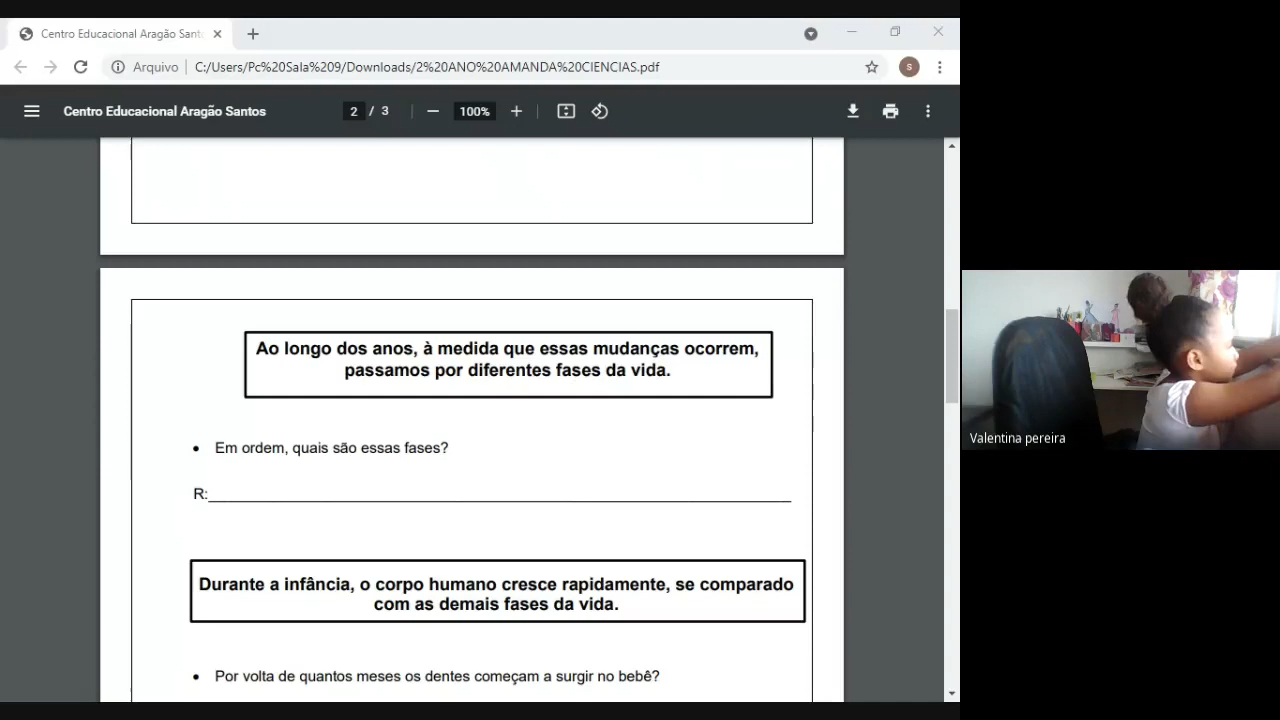 Centro Educacional Aragão Sant
Arquivo
C:/Users/Pc%20Sala%209/Downloads/2%20ANO%20AMANDA%20CIENCIAS.pdf
S
Centro Educacional Aragão Santos
2 / 3
100%
Ao longo dos anos, à medida que essas mudanças ocorrem,
passamos por diferentes fases da vida.
• Em ordem, quais são essas fases?
R:
Durante a infância, o corpo humano cresce rapidamente, se comparado
com as demais fases da vida.
• Por volta de quantos meses os dentes começam a surgir no bebê?
Valentina pereira